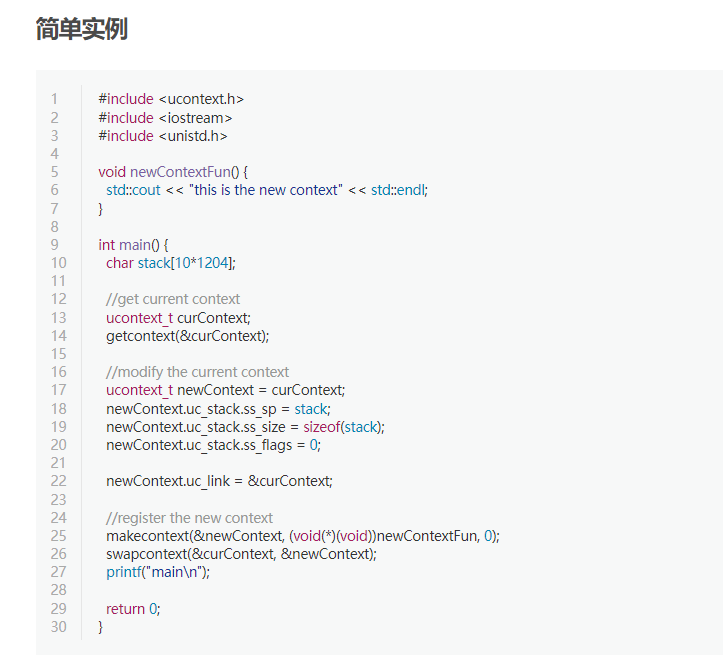 简单实例
1 #include <ucontext.h>
2 #include <iostream>
3 #include <unistd.h>
4
5 void newContextFun() {
6 std::cout << "this is the new context" << std::endl;
7 }
8
9 int main() {
10 char stack[10*1204];
11
12 //get current context
13 ucontext_t curContext;
14 getcontext(&curContext);
15
16 //modify the current context
17 ucontext_t newContext = curContext;
18 newContext.uc_stack.ss_sp = stack;
19 newContext.uc_stack.ss_size = sizeof(stack);
20 newContext.uc_stack.ss_flags = 0;
21
22 newContext.uc_link = &curContext;
23
24 //register the new context
25 makecontext(&newContext, (void(*)(void))newContextFun, 0);
26 swapcontext(&curContext, &newContext);
27 printf("main\n");
28
29 return 0;
30 }